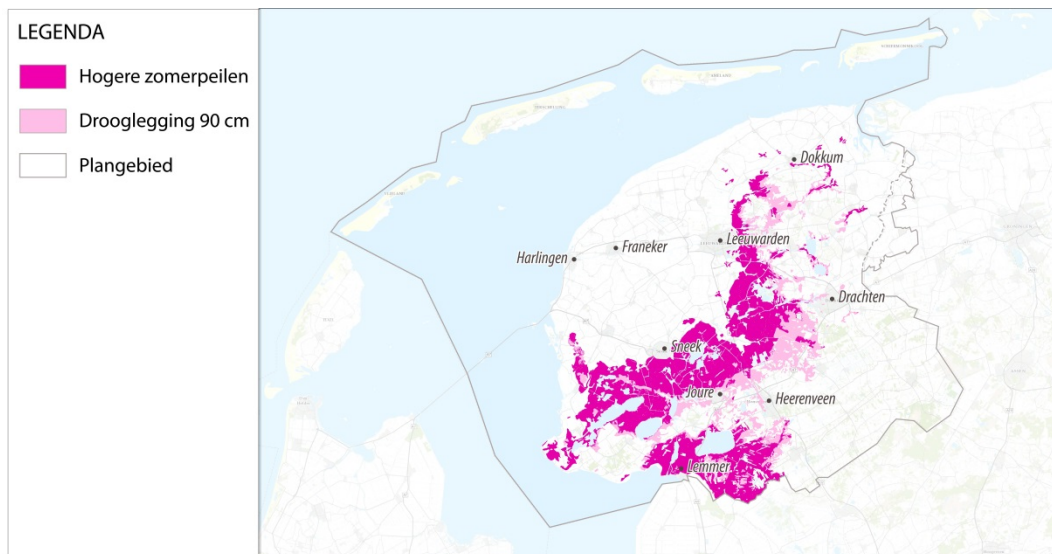 LEGENDA
Hogere zomerpeilen
Drooglegging 90 cm
Plangebied
Dokkum
Leeuwarden
Franeker
Harlingen
Drachten
Sneek
Joure
Heerenveen
Lemmer